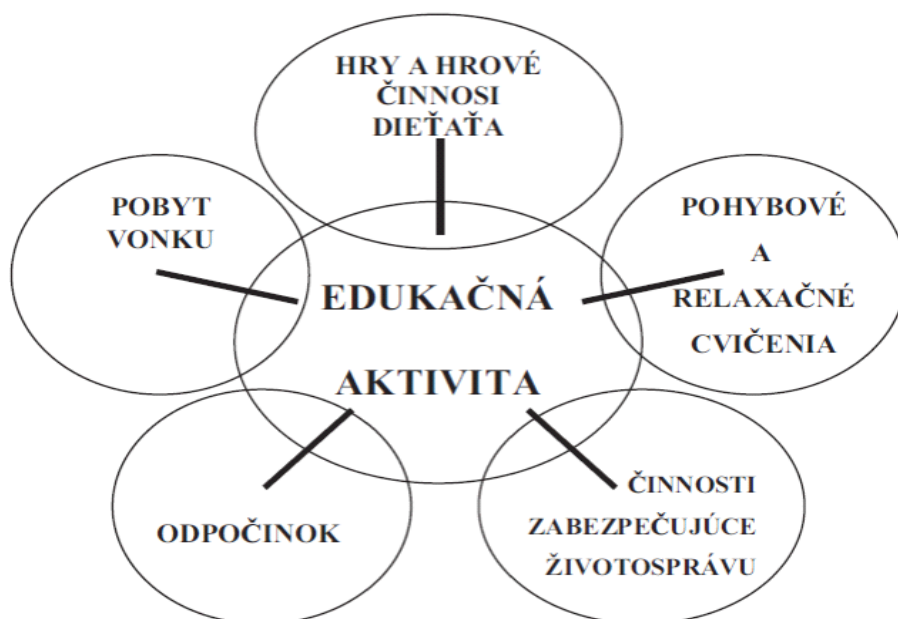 HRY A HROVÉ
ČINNOSI
DIEŤAŤA
POBYT
VONKU
POHYBOVÉ
A
RELAXAČNÉ
CVIČENIA
EDUKAČNÁ
AKTIVITA
ODPOČINOK
ČINNOSTI
ZABEZPEČUJÚCE
ŽIVOTOSPRÁVU